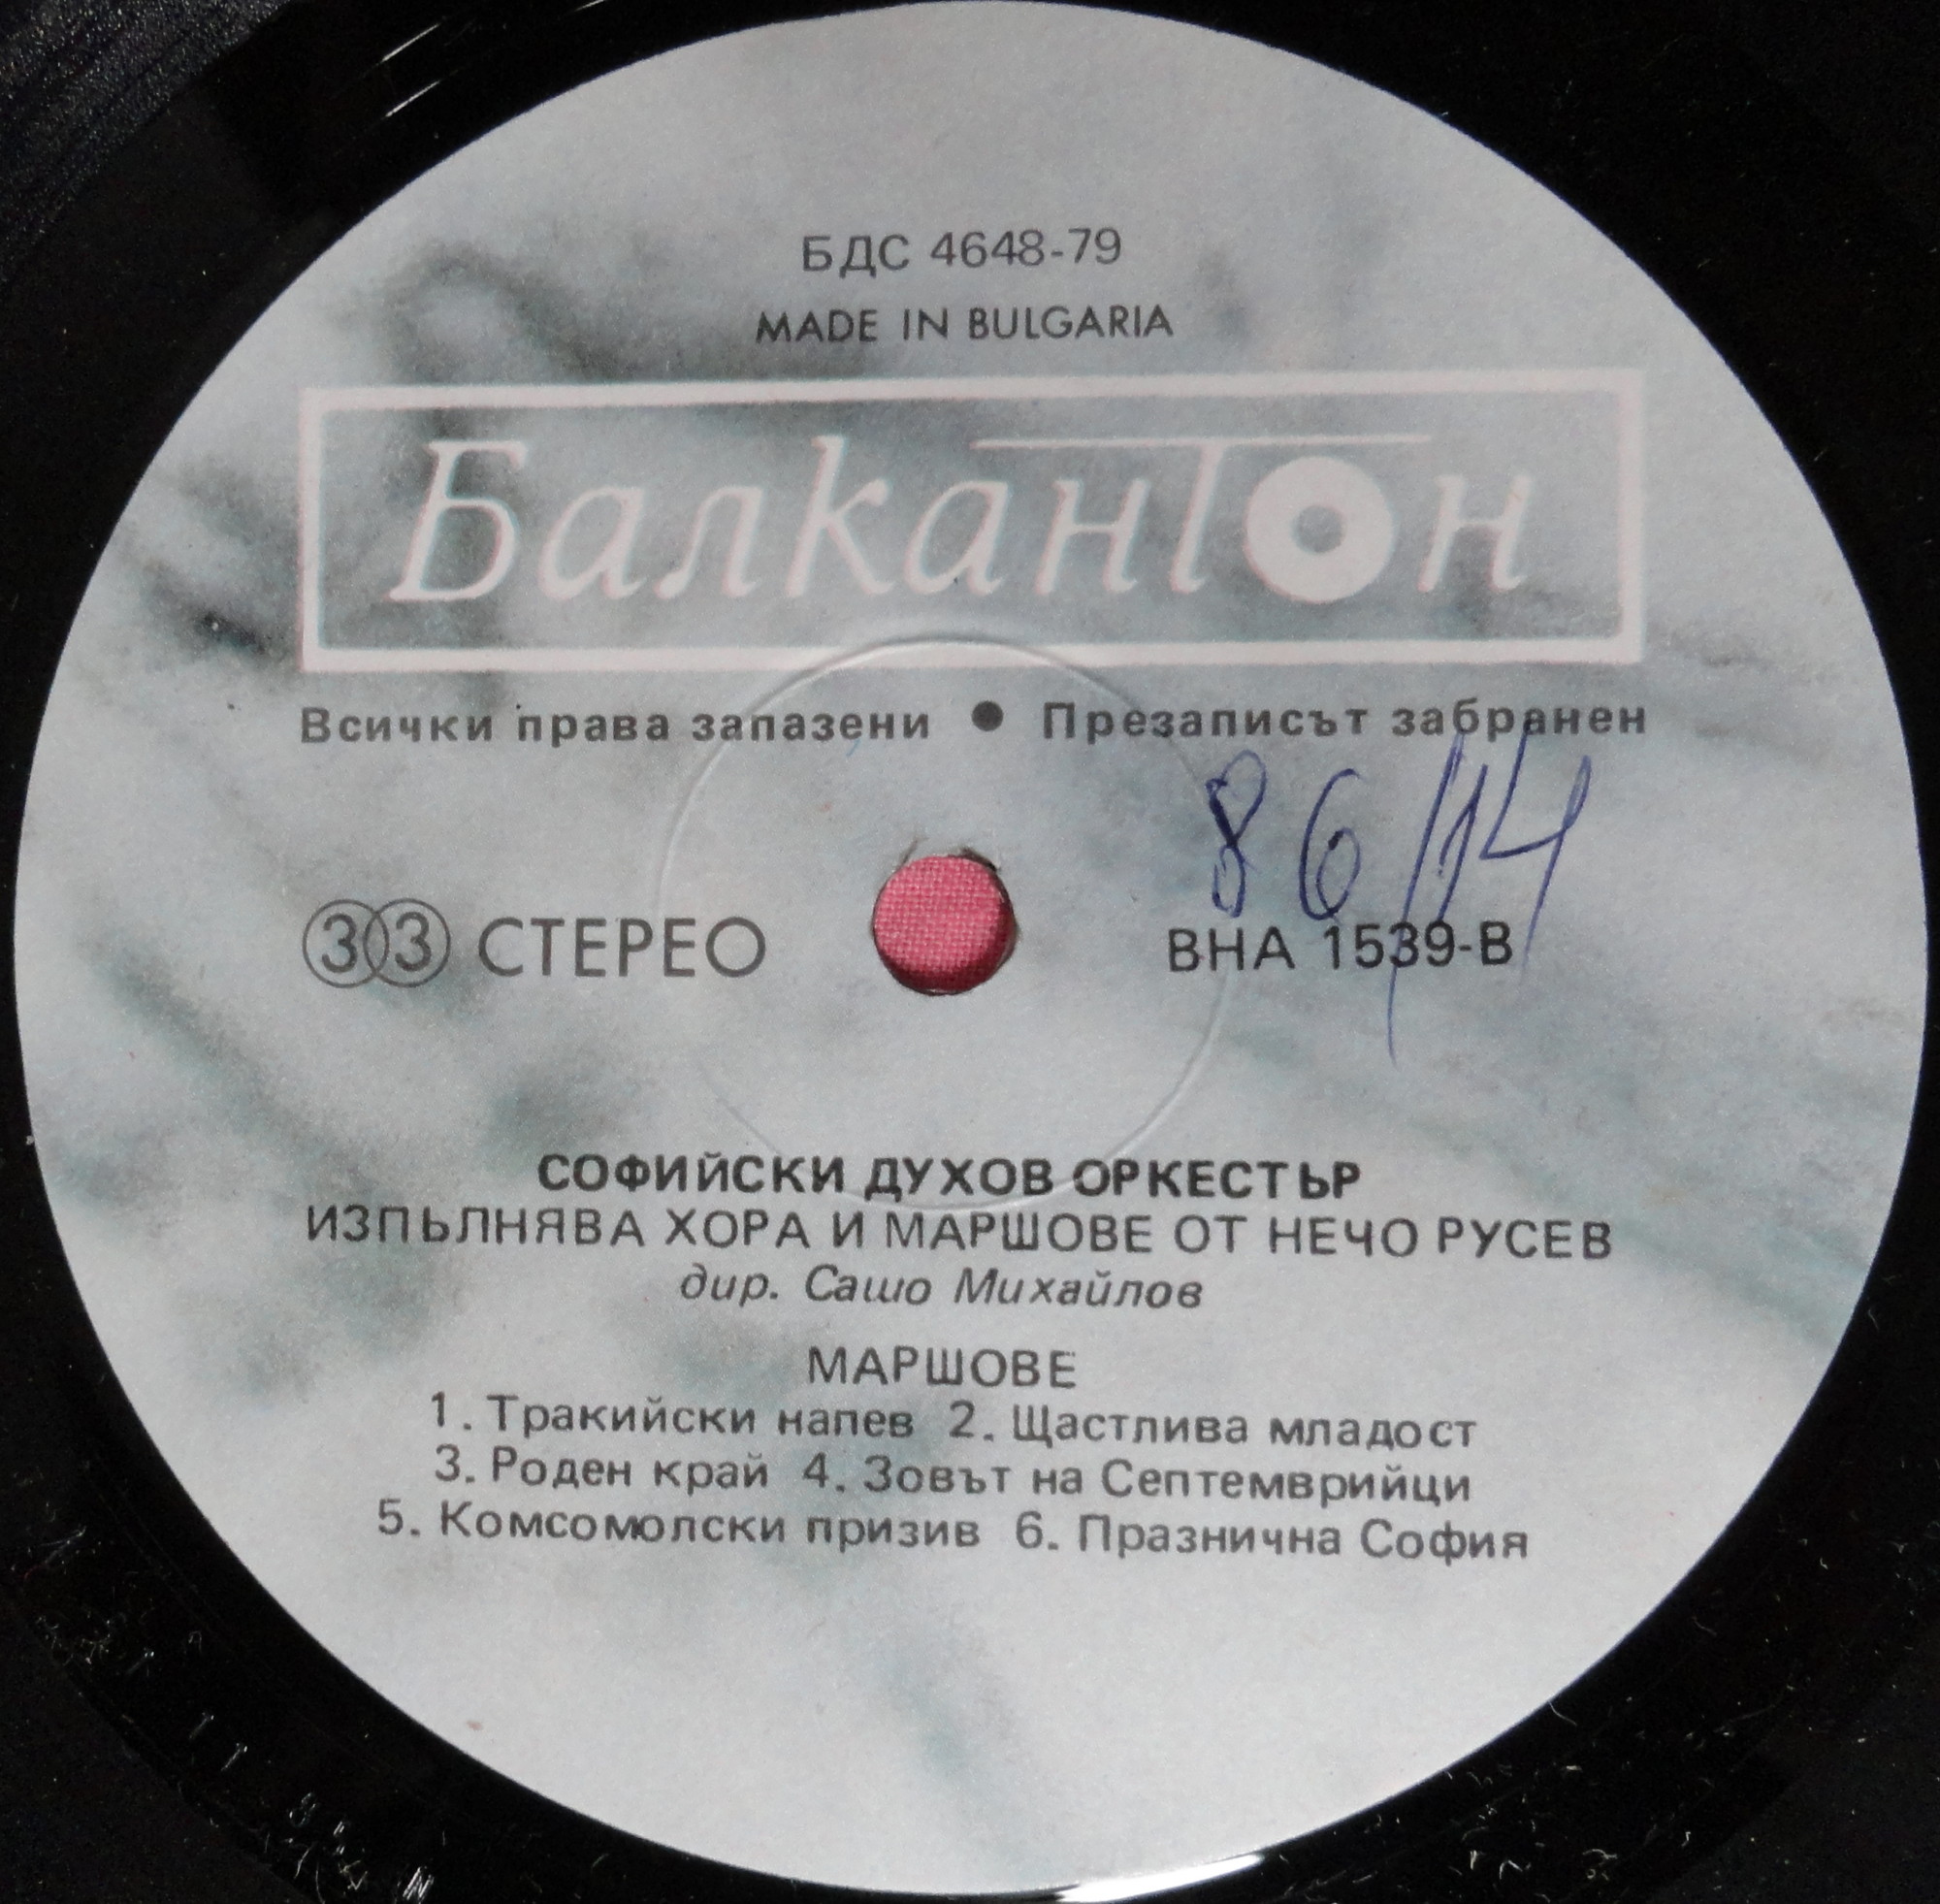 БДС 4648-79
MADE IN BULGARIA
Балкантон
Всички права запазени ● Презаписът забранен
86/14
33 СТЕРЕО ВНА 1539-В
СОФИЙСКИ ДУХОВ ОРКЕСТЪР
ИЗПЪЛНЯВА ХОРА И МАРШОВЕ ОТ НЕЧО РУСЕВ
дир. Сашо Михайлов
МАРШОВЕ
1. Тракийски напев 2. Щастлива младост
3. Роден край 4. Зовът на Септемврийци
5. Комсомолски призив 6. Празнична София